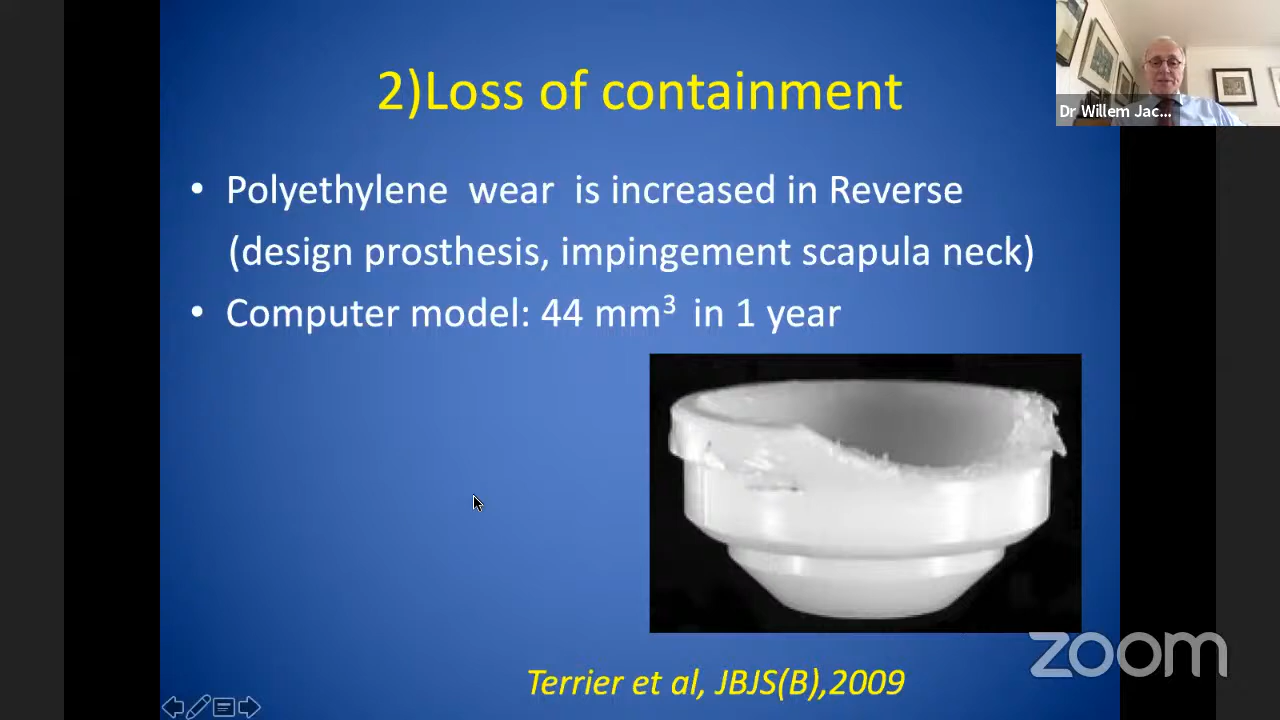 2)Loss of containment
Dr Willem Jac...
• Polyethylene wear is increased in Reverse
(design prosthesis, impingement scapula neck)
• Computer model: 44 mm³ in 1 year
zoom
Terrier et al, JBJS(B),2009